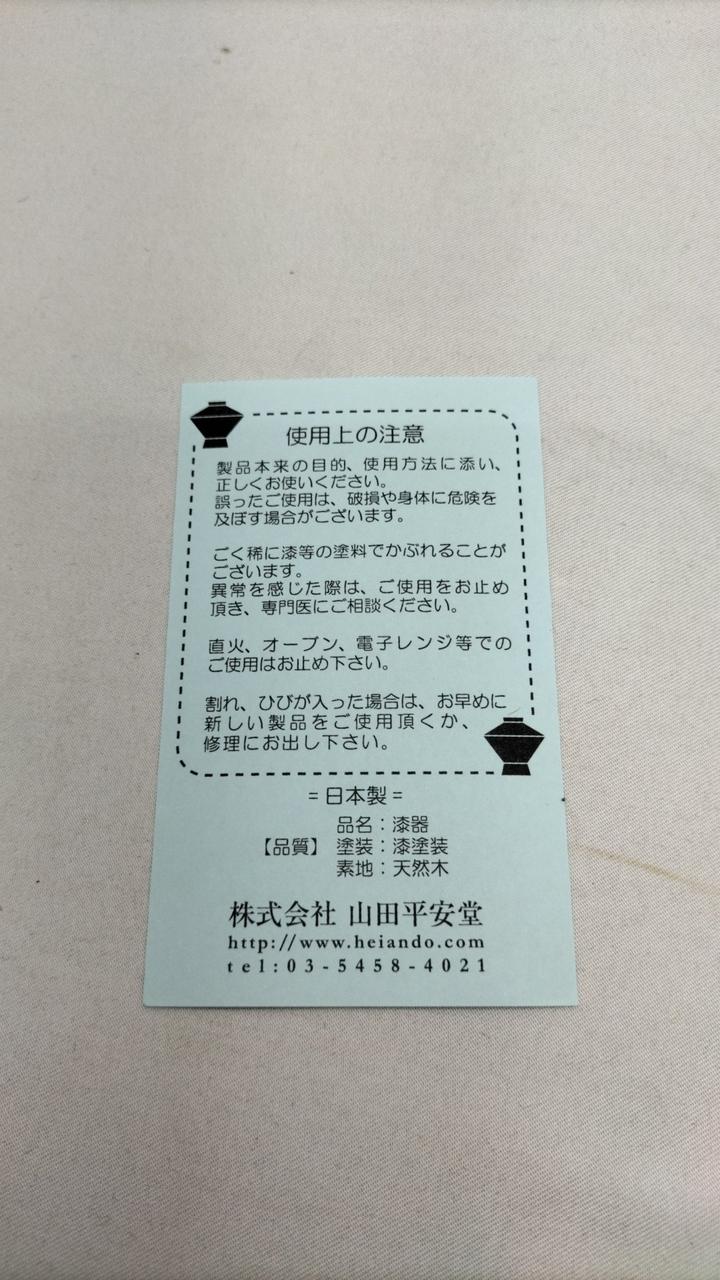 使用上の注意
製品本来の目的、使用方法に添い、
正しくお使いください。
誤ったご使用は、破損や身体に危険を
及ぼす場合がございます。
ごく稀に漆等の塗料でかぶれることが
ございます。
異常を感じた際は、ご使用をお止め
頂き、専門医にご相談ください。
直火、オーブン、電子レンジ等での
ご使用はお止め下さい。
割れ、ひびが入った場合は、お早めに
新しい製品をご使用頂くか、
修理にお出し下さい。
=日本製=
品名：漆器
【品質】 塗装：漆塗装
素地：天然木
株式会社 山田平安堂
http://www.heiando.com
tel:03-5458-4021